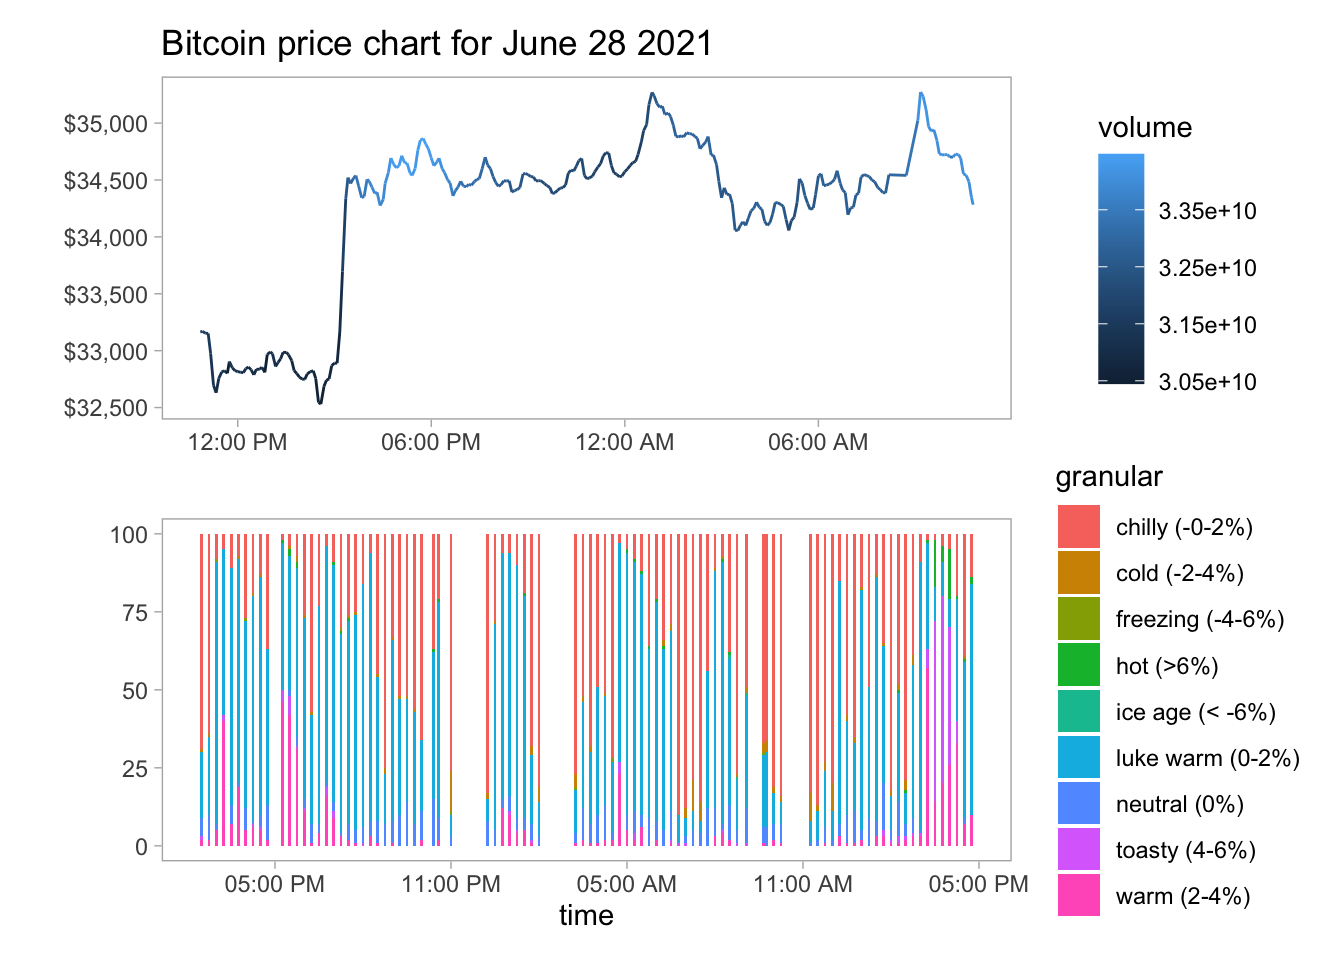 Bitcoin price chart for June 28 2021
$35,000
$34,500
$34,000
$33,500
$33,000
$32,500
12:00 PM 06:00 PM 12:00 AM 06:00 AM
volume
3.35e+10
3.25e+10
3.15e+10
3.05e+10
100
75
50
25
0
05:00 PM 11:00 PM 05:00 AM 11:00 AM 05:00 PM
time
granular
chilly (-0-2%)
cold (-2-4%)
freezing (-4-6%)
hot (>6%)
ice age (< -6%)
luke warm (0-2%)
neutral (0%)
toasty (4-6%)
warm (2-4%)